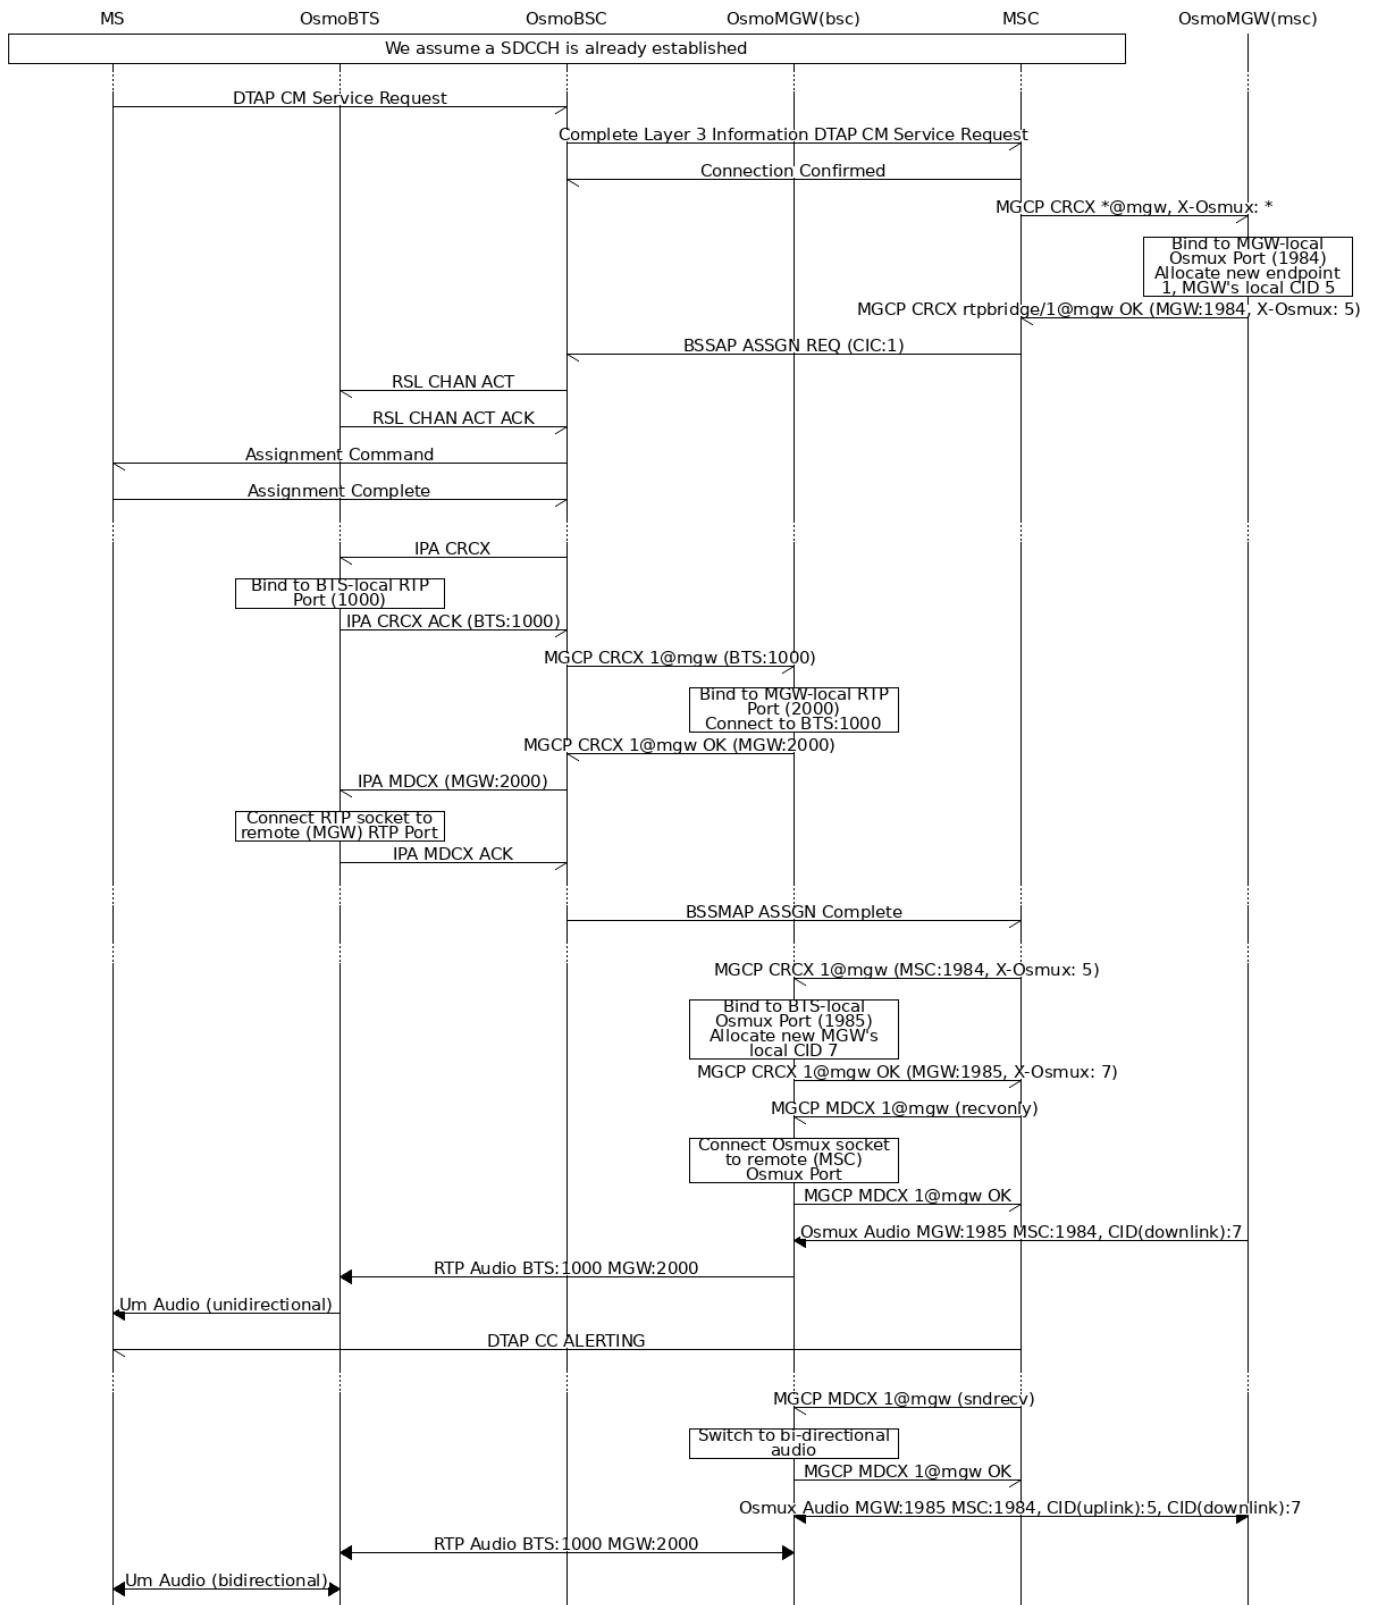 MS OsmoBTS OsmoBSC OsmoMGW(bsc) MSC OsmoMGW(msc)
We assume a SDCCH is already established
DTAP CM Service Request
Complete Layer 3 Information DTAP CM Service Request
Connection Confirmed
MGCP CRCX *@mgw, X-Osmux: *
Bind to MGW-local
Osmux Port (1984)
Allocate new endpoint
1, MGW's local CID 5
MGCP CRCX rtpbridge/1@mgw OK (MGW:1984, X-Osmux: 5)
BSSAP ASSGN REQ (CIC:1)
RSL CHAN ACT
RSL CHAN ACT ACK
Assignment Command
Assignment Complete
IPA CRCX
Bind to BTS-local RTP
Port (1000)
IPA CRCX ACK (BTS:1000)
MGCP CRCX 1@mgw (BTS:1000)
Bind to MGW-local RTP
Port (2000)
Connect to BTS:1000
MGCP CRCX 1@mgw OK (MGW:2000)
IPA MDCX (MGW:2000)
Connect RTP socket to
remote (MGW) RTP Port
IPA MDCX ACK
BSSMAP ASSGN Complete
MGCP CRCX 1@mgw (MSC:1984, X-Osmux: 5)
Bind to BTS-local
Osmux Port (1985)
Allocate new MGW's
local CID 7
MGCP CRCX 1@mgw OK (MGW:1985, X-Osmux: 7)
MGCP MDCX 1@mgw (recvonly)
Connect Osmux socket
to remote (MSC)
Osmux Port
MGCP MDCX 1@mgw OK
Osmux Audio MGW:1985 MSC:1984, CID(downlink):7
RTP Audio BTS:1000 MGW:2000
Um Audio (unidirectional)
DTAP CC ALERTING
MGCP MDCX 1@mgw (sndrecv)
Switch to bi-directional
audio
MGCP MDCX 1@mgw OK
Osmux Audio MGW:1985 MSC:1984, CID(uplink):5, CID(downlink):7
RTP Audio BTS:1000 MGW:2000
Um Audio (bidirectional)